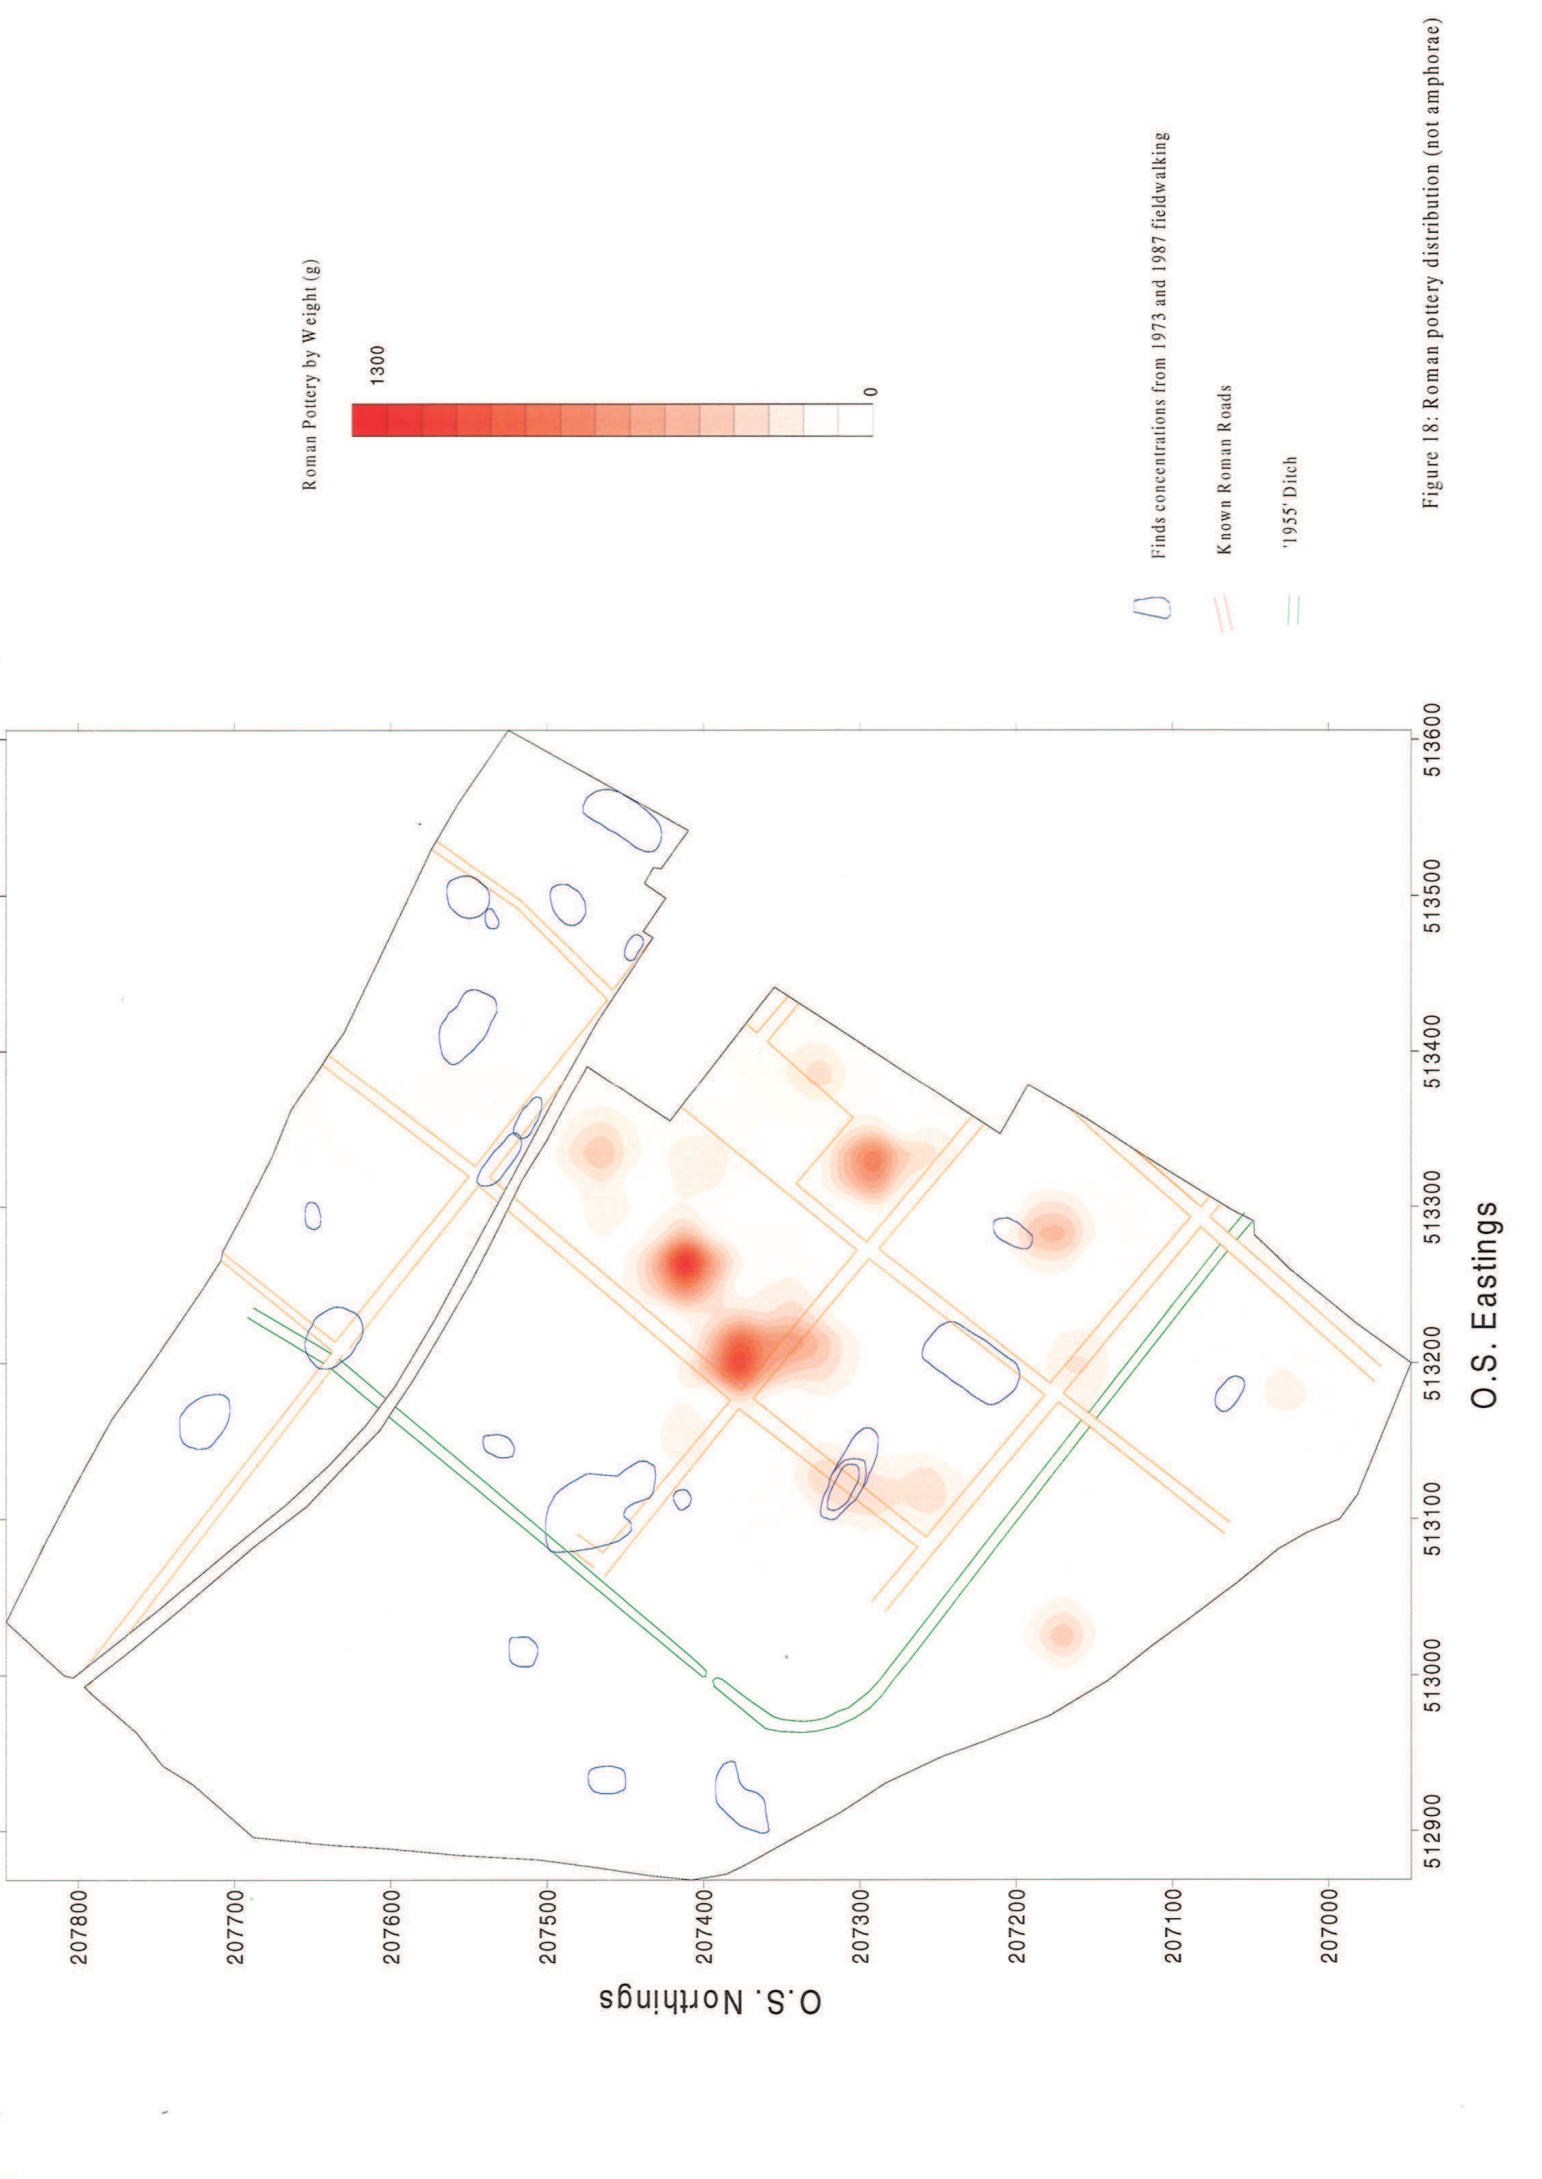 207800
207700
207600
207500
207400
207300
207200
207100
207000
O.S. Northings
512900
513000
513100
513200
513300
513400
513500
513600
O.S. Eastings
Roman Pottery by Weight (g)
1300
0
Finds concentrations from 1973 and 1987 fieldwalking
Known Roman Roads
'1955' Ditch
Figure 18: Roman pottery distribution (not amphorae)